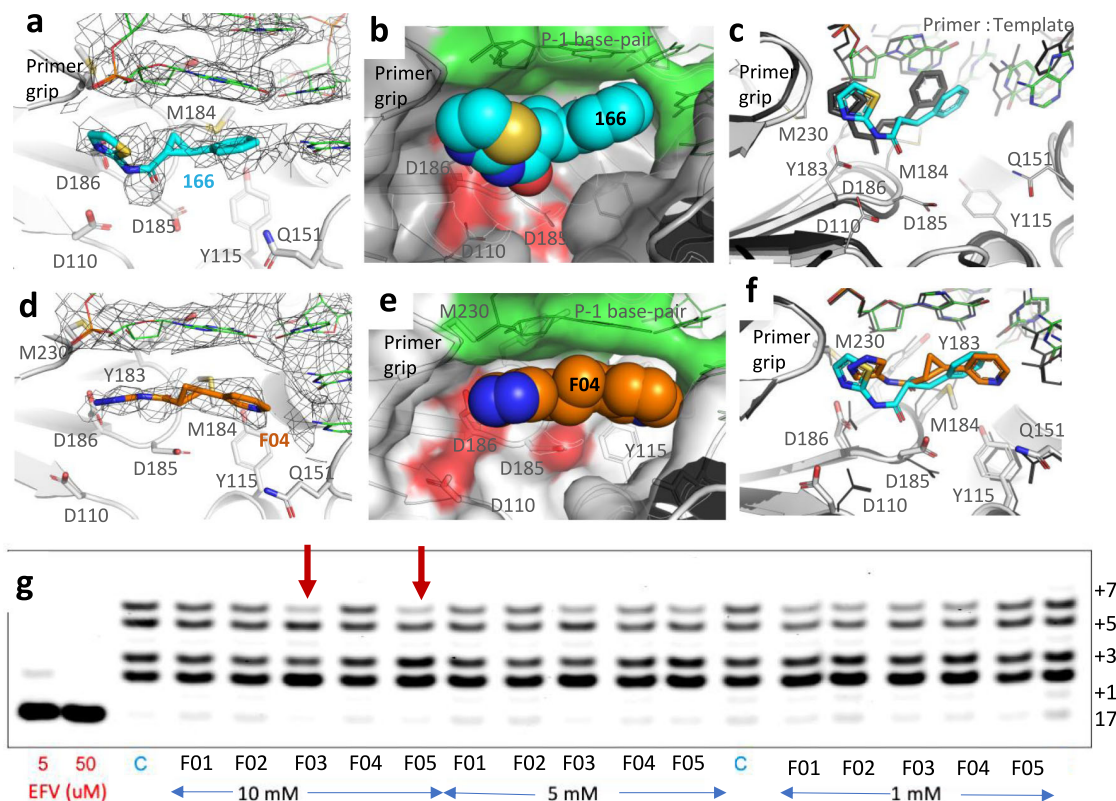 a
Primer
grip
M184
D186
166
D185
Q151
D110
Y115
b
P-1 base-pair
Primer
grip
166
D186
D110
D185
c
Primer : Template
Primer
grip
M230
Y183
M184
Q151
D186
D110
D185
Y115
d
Primer
grip
M230
Y183
D186
M184
F04
D185
Q151
Y115
D110
e
M230
P-1 base-pair
Primer
grip
F04
D186
D185
Y115
D110
f
M230
Y183
Primer
grip
D186
M184
Q151
D185
Y115
D110
g
+7
+5
+3
+1
17
5 50 C F01 F02 F03 F04 F05 F01 F02 F03 F04 F05 C F01 F02 F03 F04 F05
EFV (uM) 10 mM 5 mM 1 mM